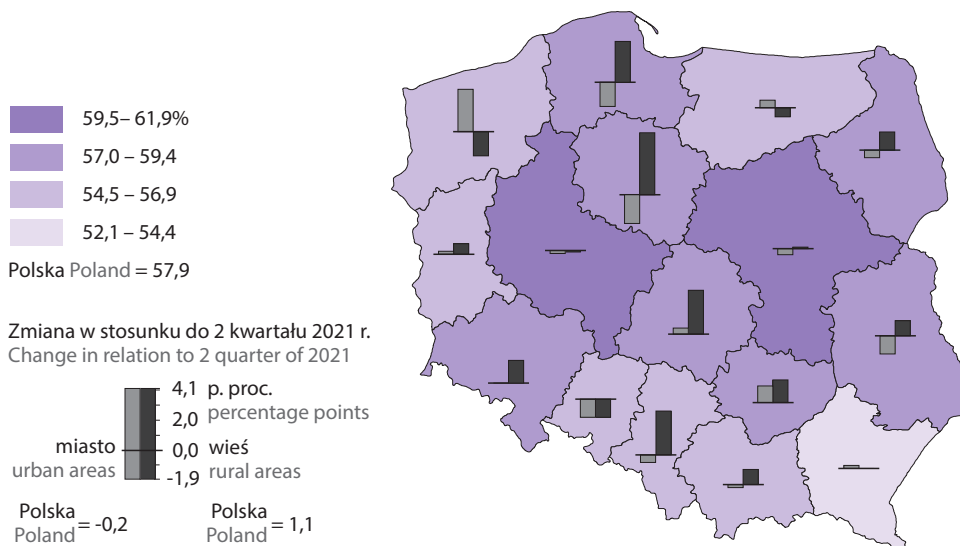 59,5– 61,9%
57,0 – 59,4
54,5 – 56,9
52,1 – 54,4
Polska Poland = 57,9
Zmiana w stosunku do 2 kwartału 2021 r.
Change in relation to 2 quarter of 2021
4,1 p. proc.
2,0 percentage points
miasto 0,0 wieś
urban areas -1,9 rural areas
Polska
Poland = -0,2
Polska
Poland = 1,1